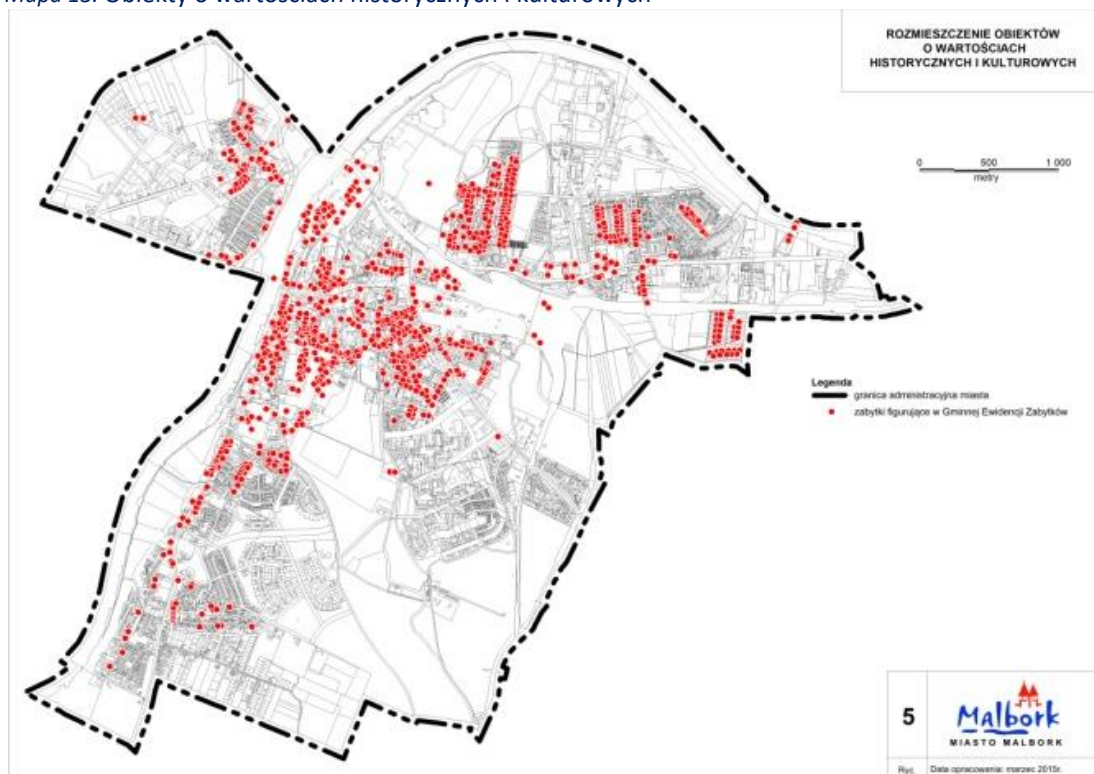 Mapa 13. Obiekty o wartościach historycznych i kulturowych
ROZMIESZCZENIE OBIEKTÓW
O WARTOŚCIACH
HISTORYCZNYCH I KULTUROWYCH
0 500 1 000
metry
Legenda
granica administracyjna miasta
zabytki figurujące w Gminnej Ewidencji Zabytków
5
Malbork
MIASTO MALBORK
Rys.
Data opracowania: marzec 2015r.